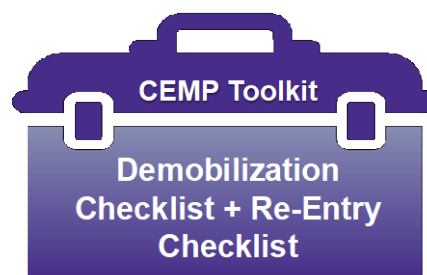 CEMP Toolkit
Demobilization
Checklist + Re-Entry
Checklist